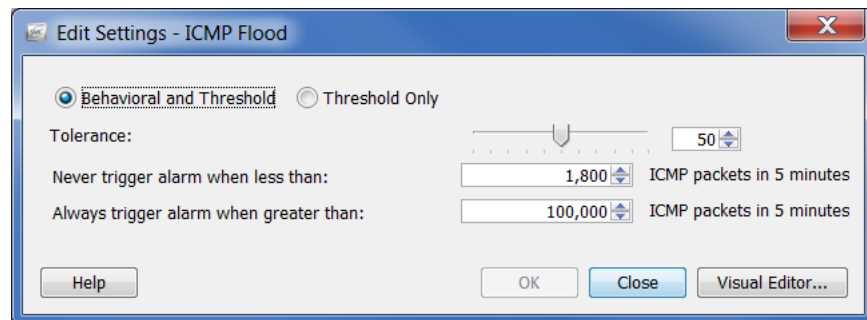 Edit Settings - ICMP Flood
Behavioral and Threshold Threshold Only
Tolerance: 50
Never trigger alarm when less than: 1,800 ICMP packets in 5 minutes
Always trigger alarm when greater than: 100,000 ICMP packets in 5 minutes
Help OK Close Visual Editor...